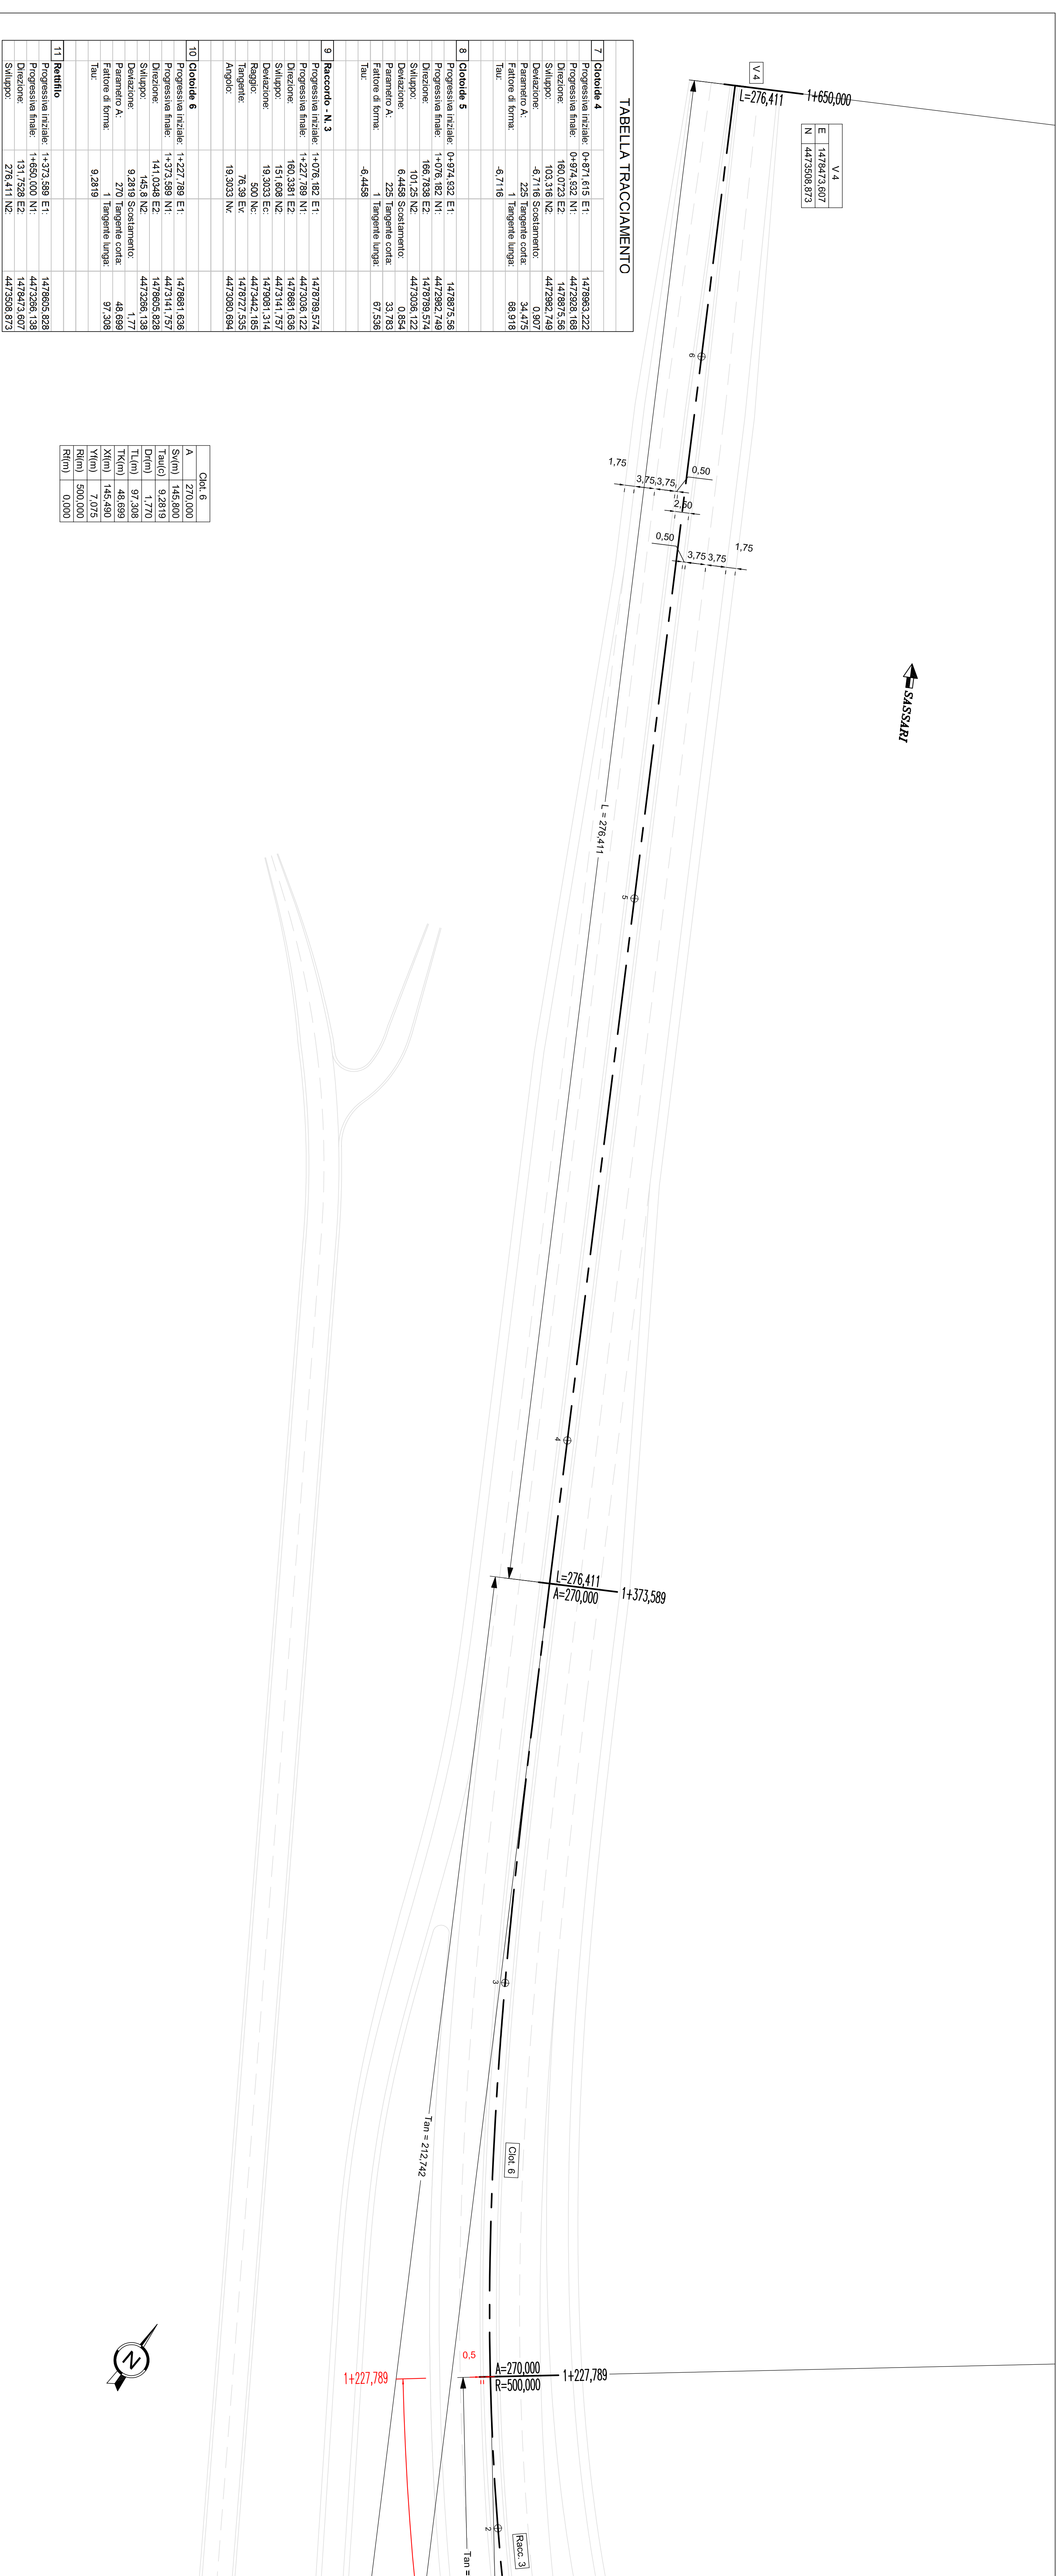 TABELLA TRACCIAMENTO
7 Clotoide 4
Progressiva iniziale: 0+871,615 E1: 1478963,222
Progressiva finale: 0+974,932 N1: 4472928,168
Direzione: 160,0723 E2: 1478875,56
Sviluppo: 103,316 N2: 4472982,749
Deviazione: -6,7116 Scostamento: 0,907
Parametro A: 225 Tangente corta: 34,475
Fattore di forma: 1 Tangente lunga: 68,918
Tau: -6,7116
8 Clotoide 5
Progressiva iniziale: 0+974,932 E1: 1478875,56
Progressiva finale: 1+076,182 N1: 4472982,749
Direzione: 166,7838 E2: 1478789,574
Sviluppo: 101,25 N2: 4473036,122
Deviazione: 6,4458 Scostamento: 0,854
Parametro A: 225 Tangente corta: 33,783
Fattore di forma: 1 Tangente lunga: 67,536
Tau: -6,4458
9 Raccordo - N. 3
Progressiva iniziale: 1+076,182 E1: 1478789,574
Progressiva finale: 1+227,789 N1: 4473036,122
Direzione: 160,3381 E2: 1478681,636
Sviluppo: 151,608 N2: 4473141,757
Deviazione: 19,3033 Ec: 1479081,314
Raggio: 500 Nc: 4473442,185
Tangente: 76,39 Ev: 1478727,535
Angolo: 19,3033 Nv: 4473080,694
10 Clotoide 6
Progressiva iniziale: 1+227,789 E1: 1478681,636
Progressiva finale: 1+373,589 N1: 4473141,757
Direzione: 141,0348 E2: 1478605,828
Sviluppo: 145,8 N2: 4473266,138
Deviazione: 9,2819 Scostamento: 1,77
Parametro A: 270 Tangente corta: 48,699
Fattore di forma: 1 Tangente lunga: 97,308
Tau: 9,2819
11 Rettifilo
Progressiva iniziale: 1+373,589 E1: 1478605,828
Progressiva finale: 1+650,000 N1: 4473266,138
Direzione: 131,7528 E2: 1478473,607
Sviluppo: 276,411 N2: 4473508,873
Clot. 6
A 270,000
Sv(m) 145,800
Tau(c) 9,2819
Dr(m) 1,770
TL(m) 97,308
TK(m) 48,699
Xf(m) 145,490
Yf(m) 7,075
Ri(m) 500,000
Rf(m) 0,000
V 4
L=276,411
1+650,000
V 4
E 1478473,607
N 4473508,873
6
1,75
3,75
3,75
0,50
2,50
0,50
3,75
3,75
1,75
SASSARI
L = 276,411
5
4
L=276,411
A=270,000
1+373,589
3
Tan = 212,742
Clot. 6
N
0,5
1+227,789
A=270,000
R=500,000
1+227,789
2
Racc. 3
Tan =